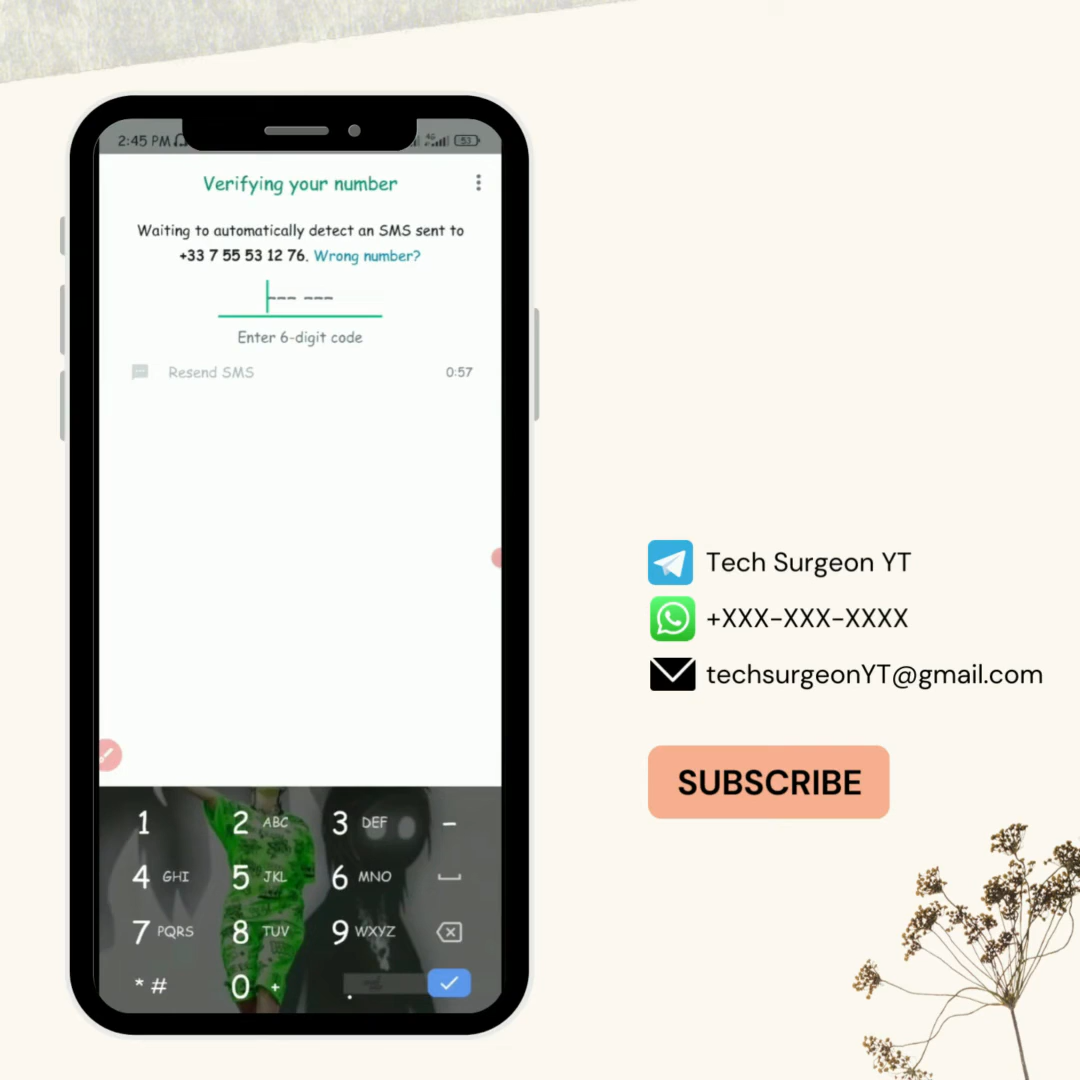 2:45 PM
4G
53
Verifying your number
Waiting to automatically detect an SMS sent to
+33 7 55 53 12 76. Wrong number?
--- ---
Enter 6-digit code
Resend SMS 0:57
Tech Surgeon YT
+XXX-XXX-XXXX
techsurgeonYT@gmail.com
SUBSCRIBE
1 2 ABC 3 DEF -
4 GHI 5 JKL 6 MNO
7 PQRS 8 TUV 9 WXYZ
* # 0 + .